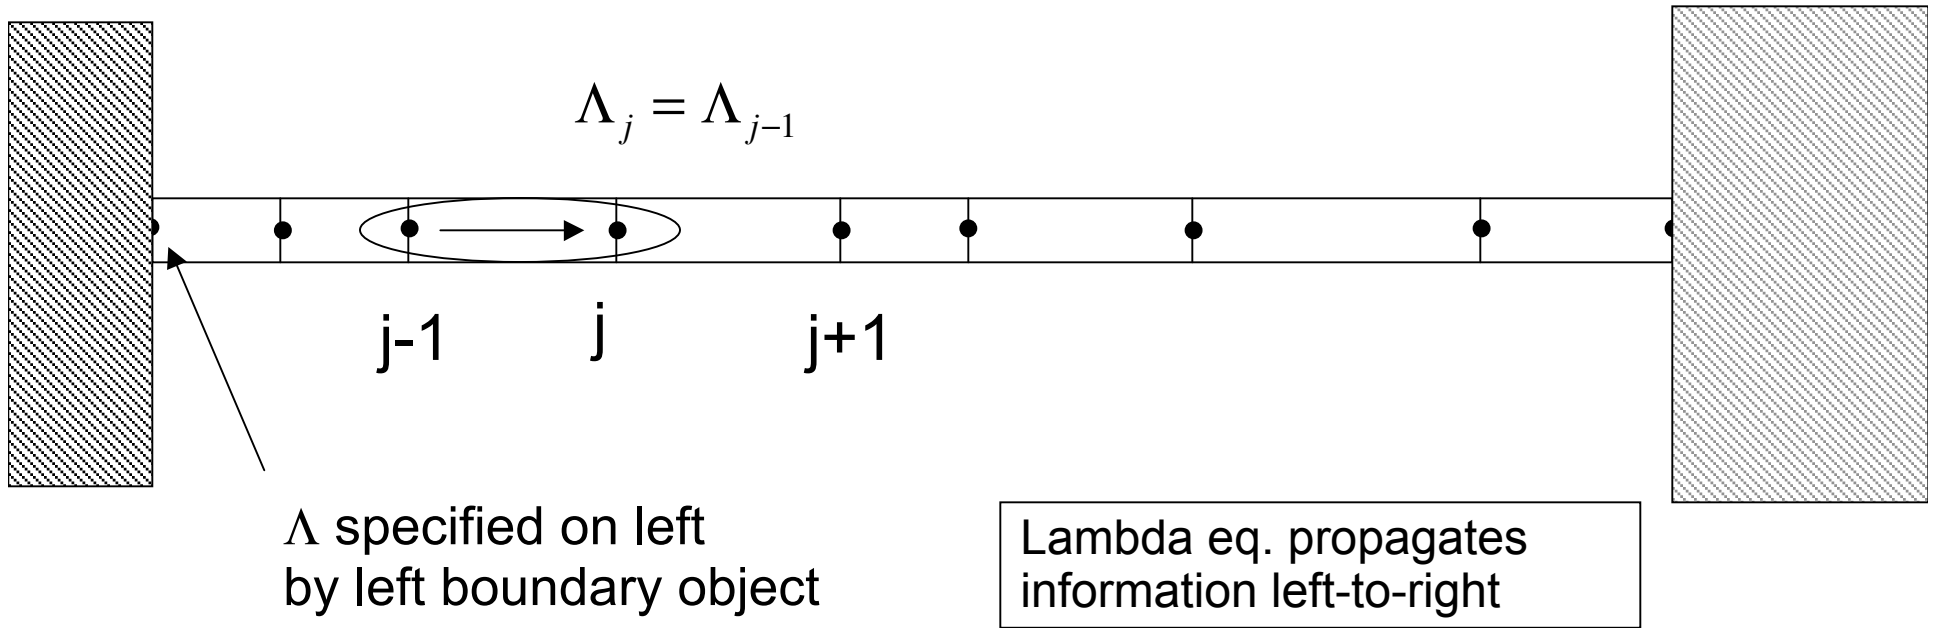 Λ_j = Λ_{j−1}
j-1 j j+1
Λ specified on left
by left boundary object
Lambda eq. propagates
information left-to-right